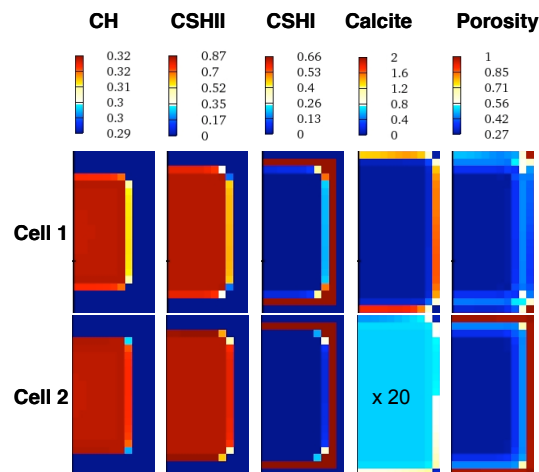 CH CSHII CSHI Calcite Porosity
0.32 0.87 0.66 2 1
0.32 0.7 0.53 1.6 0.85
0.31 0.52 0.4 1.2 0.71
0.3 0.35 0.26 0.8 0.56
0.3 0.17 0.13 0.4 0.42
0.29 0 0 0 0.27
Cell 1
Cell 2 x 20